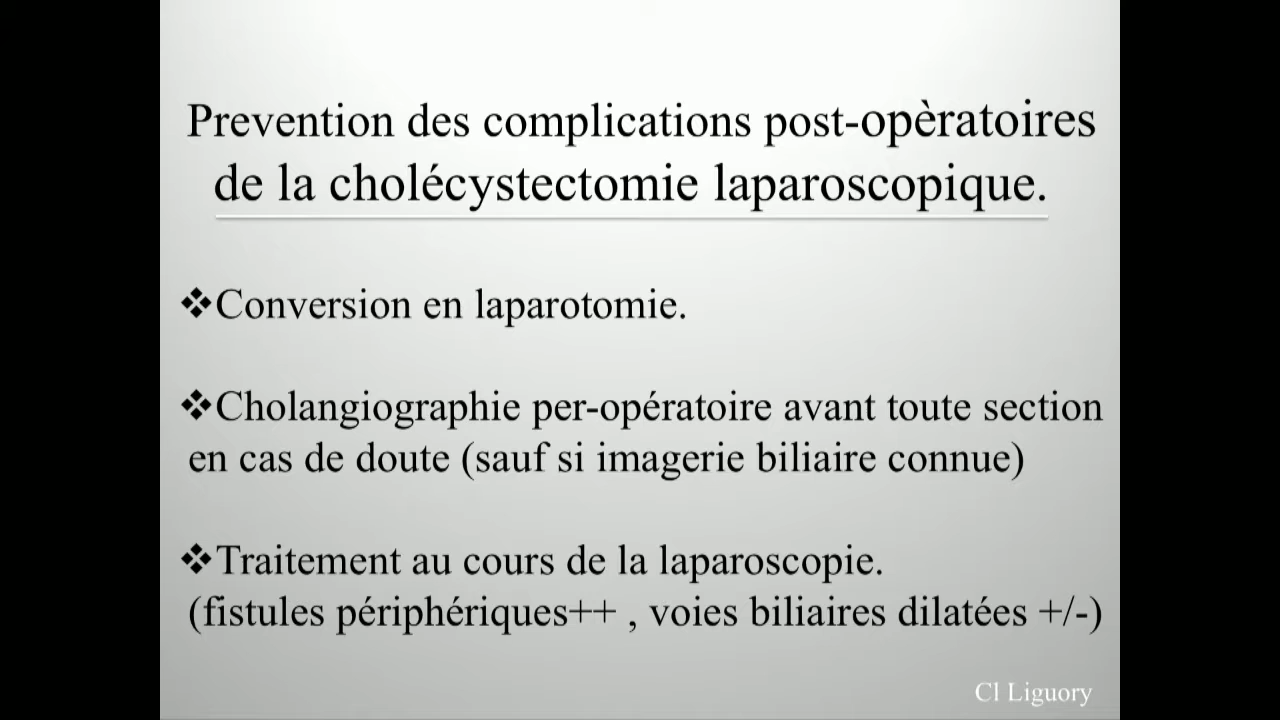 Prevention des complications post-opèratoires
de la cholécystectomie laparoscopique.
❖Conversion en laparotomie.
❖Cholangiographie per-opératoire avant toute section
en cas de doute (sauf si imagerie biliaire connue)
❖Traitement au cours de la laparoscopie.
(fistules périphériques++ , voies biliaires dilatées +/-)
Cl Liguory